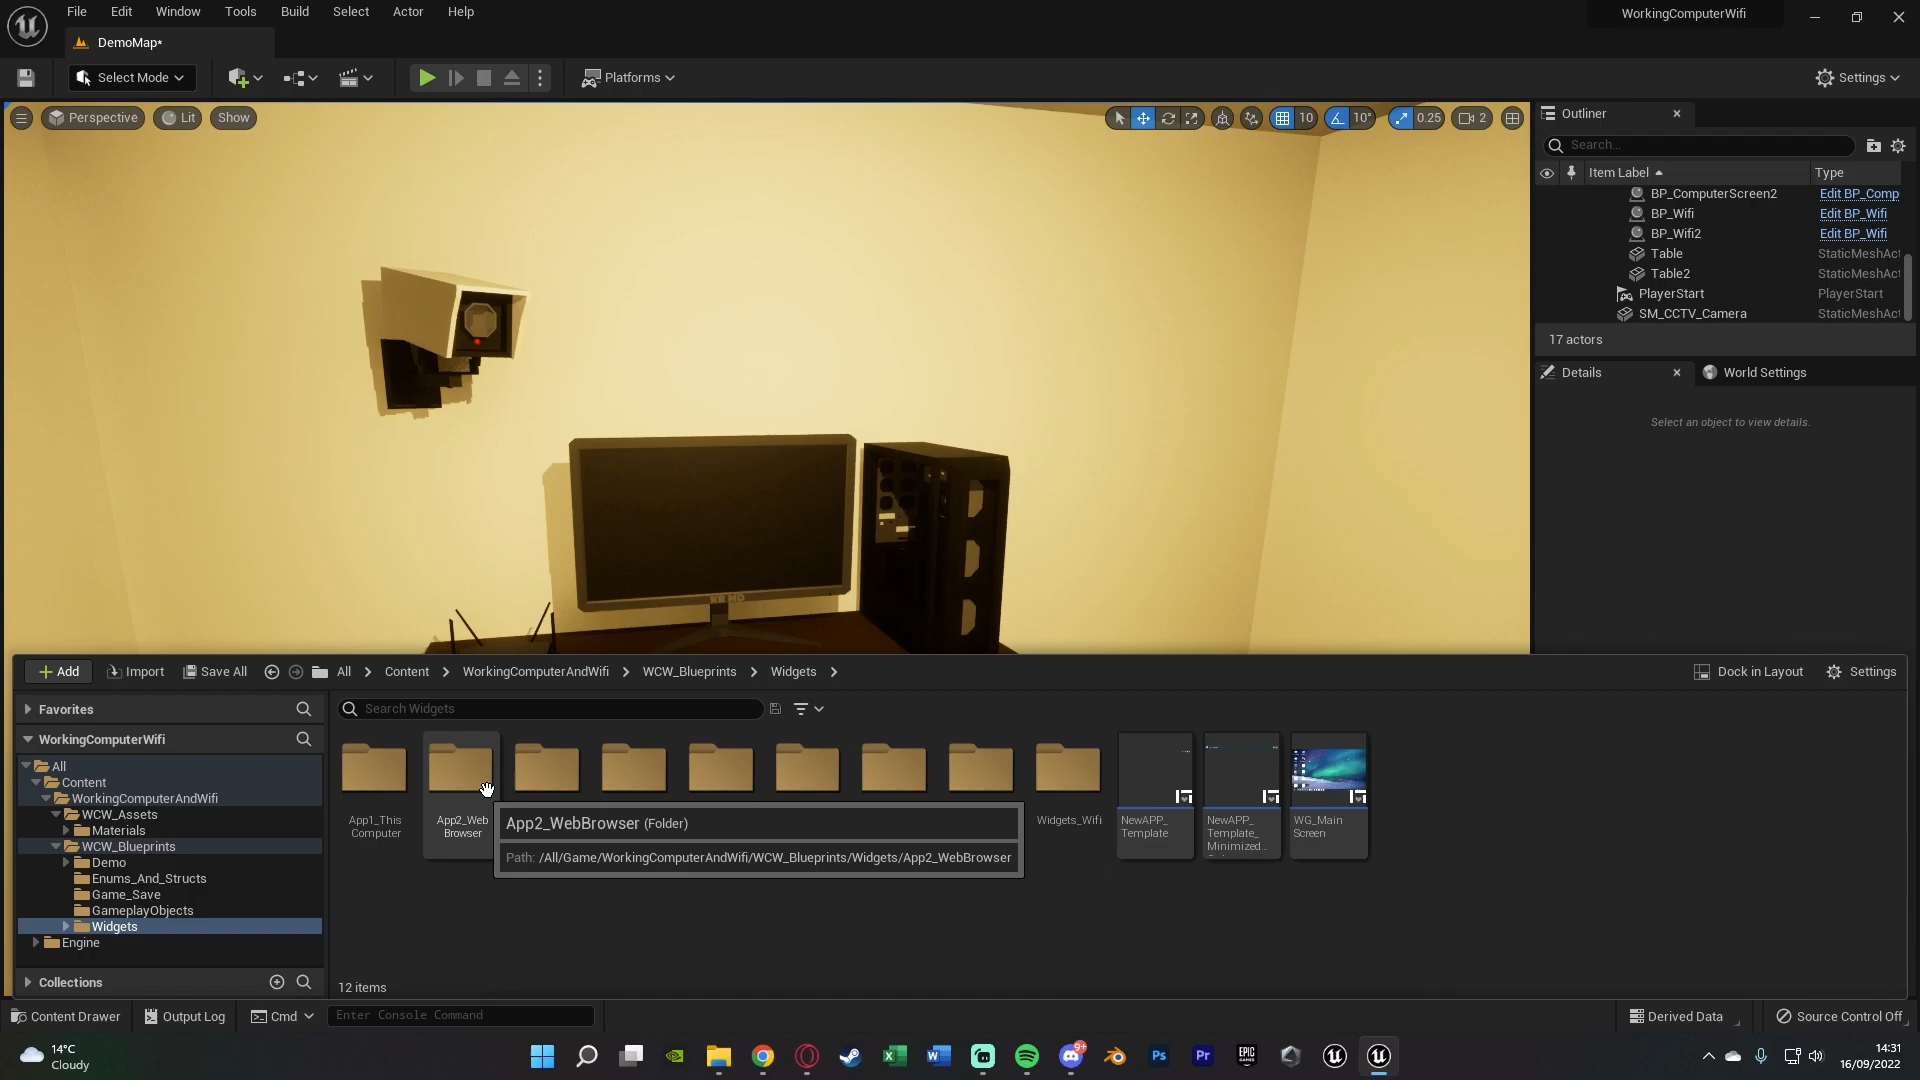 File Edit Window Tools Build Select Actor Help
WorkingComputerWifi
DemoMap*
Select Mode
Platforms
Settings
Perspective
Lit
Show
10
10°
0.25
2
Outliner
Search...
Item Label
Type
BP_ComputerScreen2 Edit BP_Comp
BP_Wifi Edit BP_Wifi
BP_Wifi2 Edit BP_Wifi
Table StaticMeshAct
Table2 StaticMeshAct
PlayerStart PlayerStart
SM_CCTV_Camera StaticMeshAct
17 actors
Details
World Settings
Select an object to view details.
Add
Import
Save All
All > Content > WorkingComputerAndWifi > WCW_Blueprints > Widgets >
Dock in Layout
Settings
Favorites
WorkingComputerWifi
All
Content
WorkingComputerAndWifi
WCW_Assets
Materials
WCW_Blueprints
Demo
Enums_And_Structs
Game_Save
GameplayObjects
Widgets
Engine
Collections
Search Widgets
App1_This
Computer
App2_Web
Browser
App2_WebBrowser (Folder)
Path: /All/Game/WorkingComputerAndWifi/WCW_Blueprints/Widgets/App2_WebBrowser
Widgets_Wifi
NewAPP_
Template
NewAPP_
Template_
Minimized...
WG_Main
Screen
12 items
Content Drawer
Output Log
Cmd
Enter Console Command
Derived Data
Source Control Off
14°C
Cloudy
X
W
9+
Ps
Pr
EPIC
GAMES
14:31
16/09/2022